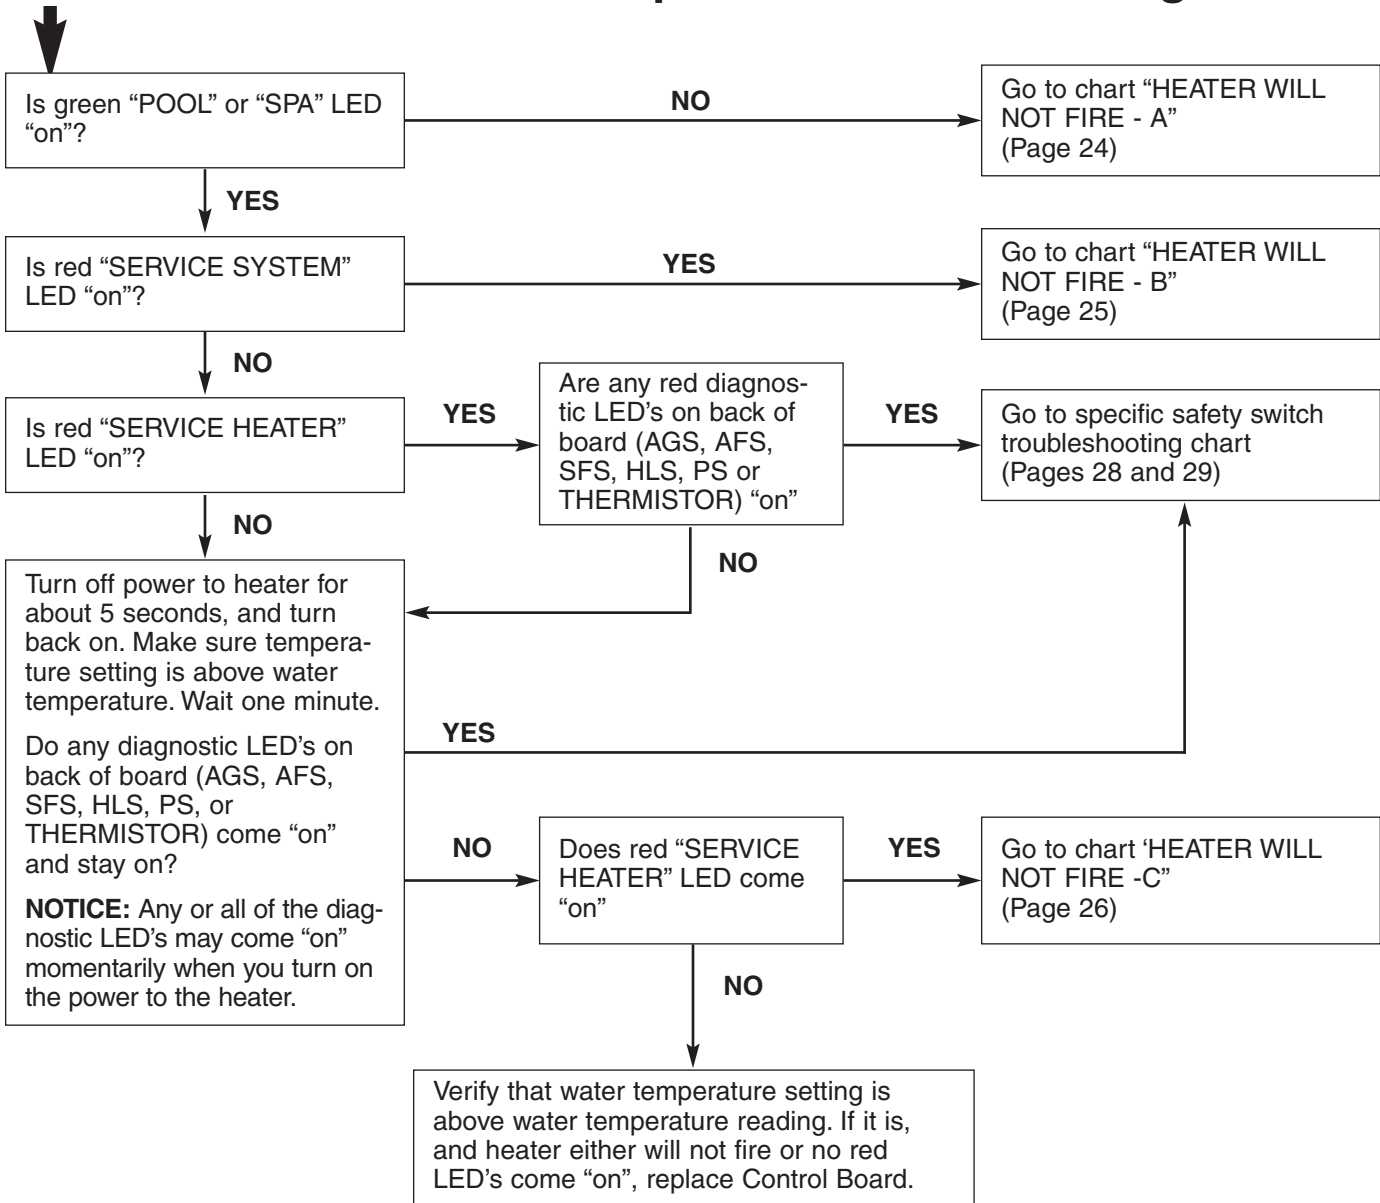 Is green “POOL” or “SPA” LED
“on”?
NO
Go to chart “HEATER WILL
NOT FIRE - A”
(Page 24)
YES
Is red “SERVICE SYSTEM”
LED “on”?
YES
Go to chart “HEATER WILL
NOT FIRE - B”
(Page 25)
NO
Is red “SERVICE HEATER”
LED “on”?
YES
Are any red diagnos-
tic LED’s on back of
board (AGS, AFS,
SFS, HLS, PS or
THERMISTOR) “on”
YES
Go to specific safety switch
troubleshooting chart
(Pages 28 and 29)
NO
NO
Turn off power to heater for
about 5 seconds, and turn
back on. Make sure tempera-
ture setting is above water
temperature. Wait one minute.
Do any diagnostic LED’s on
back of board (AGS, AFS,
SFS, HLS, PS, or
THERMISTOR) come “on”
and stay on?
NOTICE: Any or all of the diag-
nostic LED’s may come “on”
momentarily when you turn on
the power to the heater.
YES
NO
Does red “SERVICE
HEATER” LED come
“on”
YES
Go to chart ‘HEATER WILL
NOT FIRE -C”
(Page 26)
NO
Verify that water temperature setting is
above water temperature reading. If it is,
and heater either will not fire or no red
LED’s come “on”, replace Control Board.